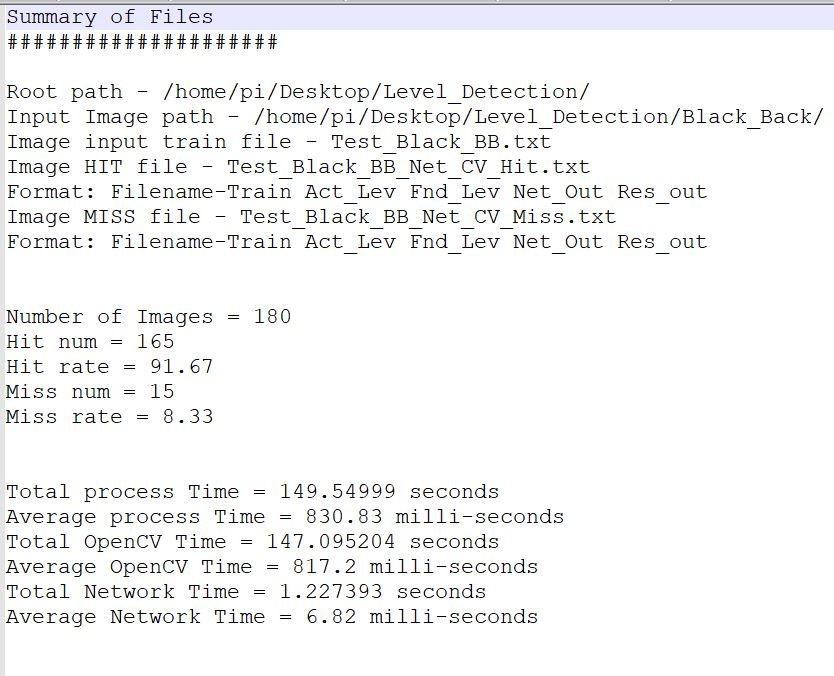 Summary of Files
#####################
Root path - /home/pi/Desktop/Level_Detection/
Input Image path - /home/pi/Desktop/Level_Detection/Black_Back/
Image input train file - Test_Black_BB.txt
Image HIT file - Test_Black_BB_Net_CV_Hit.txt
Format: Filename-Train Act_Lev Fnd_Lev Net_Out Res_out
Image MISS file - Test_Black_BB_Net_CV_Miss.txt
Format: Filename-Train Act_Lev Fnd_Lev Net_Out Res_out
Number of Images = 180
Hit num = 165
Hit rate = 91.67
Miss num = 15
Miss rate = 8.33
Total process Time = 149.54999 seconds
Average process Time = 830.83 milli-seconds
Total OpenCV Time = 147.095204 seconds
Average OpenCV Time = 817.2 milli-seconds
Total Network Time = 1.227393 seconds
Average Network Time = 6.82 milli-seconds